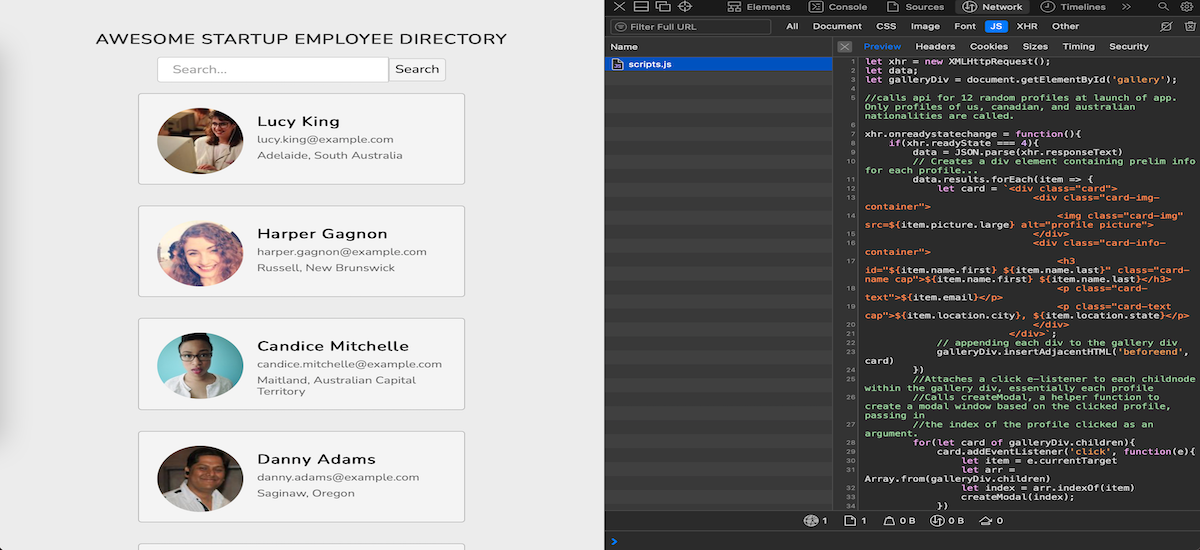 AWESOME STARTUP EMPLOYEE DIRECTORY
Search...
Search
Lucy King
lucy.king@example.com
Adelaide, South Australia
Harper Gagnon
harper.gagnon@example.com
Russell, New Brunswick
Candice Mitchelle
candice.mitchelle@example.com
Maitland, Australian Capital
Territory
Danny Adams
danny.adams@example.com
Saginaw, Oregon
Elements
Console
Sources
Network
Timelines
Filter Full URL
All Document CSS Image Font JS XHR Other
Name
scripts.js
Preview Headers Cookies Sizes Timing Security
1 let xhr = new XMLHttpRequest();
2 let data;
3 let galleryDiv = document.getElementById('gallery');
4
5 //calls api for 12 random profiles at launch of app.
Only profiles of us, canadian, and australian
nationalities are called.
6
7 xhr.onreadystatechange = function(){
8 if(xhr.readyState === 4){
9 data = JSON.parse(xhr.responseText)
10 // Creates a div element containing prelim info
for each profile...
11 data.results.forEach(item => {
12 let card = `<div class="card">
13 <div class="card-img-
container">
14 <img class="card-img"
src=${item.picture.large} alt="profile picture">
15 </div>
16 <div class="card-info-
container">
17 <h3
id="${item.name.first} ${item.name.last}" class="card-
name cap">${item.name.first} ${item.name.last}</h3>
18 <p class="card-
text">${item.email}</p>
19 <p class="card-text
cap">${item.location.city}, ${item.location.state}</p>
20 </div>
21 </div>`;
22 // appending each div to the gallery div
23 galleryDiv.insertAdjacentHTML('beforeend',
card)
24 })
25 //Attaches a click e-listener to each childnode
within the gallery div, essentially each profile
26 //Calls createModal, a helper function to
create a modal window based on the clicked profile,
passing in
27 //the index of the profile clicked as an
argument.
28 for(let card of galleryDiv.children){
29 card.addEventListener('click', function(e){
30 let item = e.currentTarget
31 let arr =
Array.from(galleryDiv.children)
32 let index = arr.indexOf(item)
33 createModal(index);
34 })
1 1 0 B 0 B 0